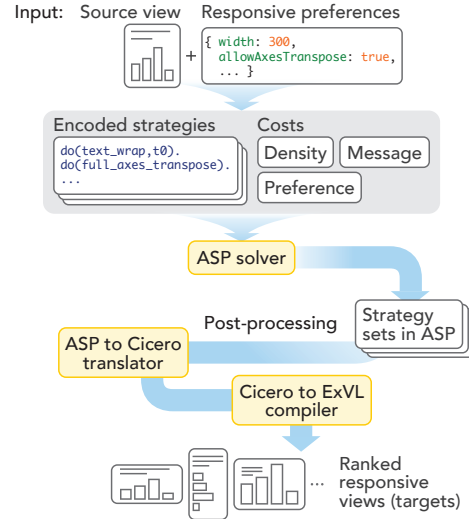 Input: Source view Responsive preferences
+
{ width: 300,
allowAxesTranspose: true,
... }
Encoded strategies
do(text_wrap,t0).
do(full_axes_transpose).
...
Costs
Density Message
Preference
ASP solver
Strategy
sets in ASP
Post-processing
ASP to Cicero
translator
Cicero to ExVL
compiler
...
Ranked
responsive
views (targets)